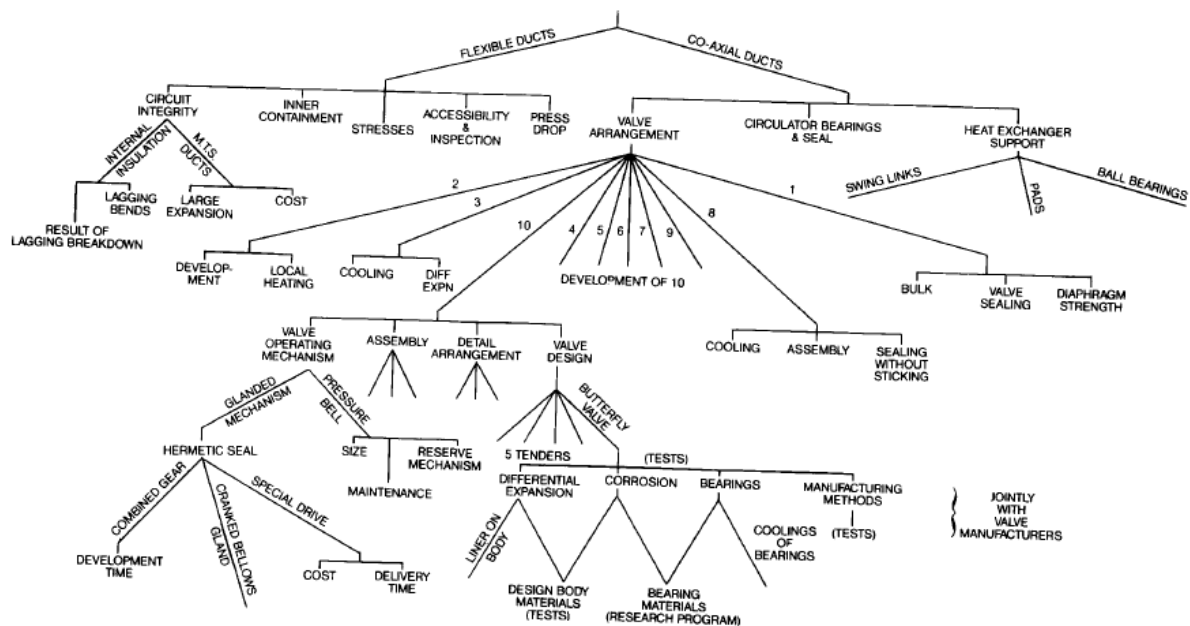 FLEXIBLE DUCTS
CO-AXIAL DUCTS
CIRCUIT
INTEGRITY
INNER
CONTAINMENT
STRESSES
ACCESSIBILITY
&
INSPECTION
PRESS
DROP
VALVE
ARRANGEMENT
CIRCULATOR BEARINGS
& SEAL
HEAT EXCHANGER
SUPPORT
INTERNAL
INSULATION
M.T.S.
DUCTS
LAGGING
BENDS
LARGE
EXPANSION
COST
RESULT OF
LAGGING BREAKDOWN
SWING LINKS
PADS
BALL BEARINGS
2
3
10
4
5
6
7
9
8
1
DEVELOP-
MENT
LOCAL
HEATING
COOLING
DIFF
EXPN
DEVELOPMENT OF 10
BULK
VALVE
SEALING
DIAPHRAGM
STRENGTH
VALVE
OPERATING
MECHANISM
ASSEMBLY
DETAIL
ARRANGEMENT
VALVE
DESIGN
COOLING
ASSEMBLY
SEALING
WITHOUT
STICKING
GLANDED
MECHANISM
PRESSURE
BELL
BUTTERFLY
VALVE
HERMETIC SEAL
SIZE
RESERVE
MECHANISM
MAINTENANCE
5 TENDERS
(TESTS)
DIFFERENTIAL
EXPANSION
CORROSION
BEARINGS
MANUFACTURING
METHODS
(TESTS)
JOINTLY
WITH
VALVE
MANUFACTURERS
COMBINED GEAR
CRANKED BELLOWS
GLAND
SPECIAL DRIVE
LINER ON
BODY
COOLINGS
OF
BEARINGS
DEVELOPMENT
TIME
COST
DELIVERY
TIME
DESIGN BODY
MATERIALS
(TESTS)
BEARING
MATERIALS
(RESEARCH PROGRAM)